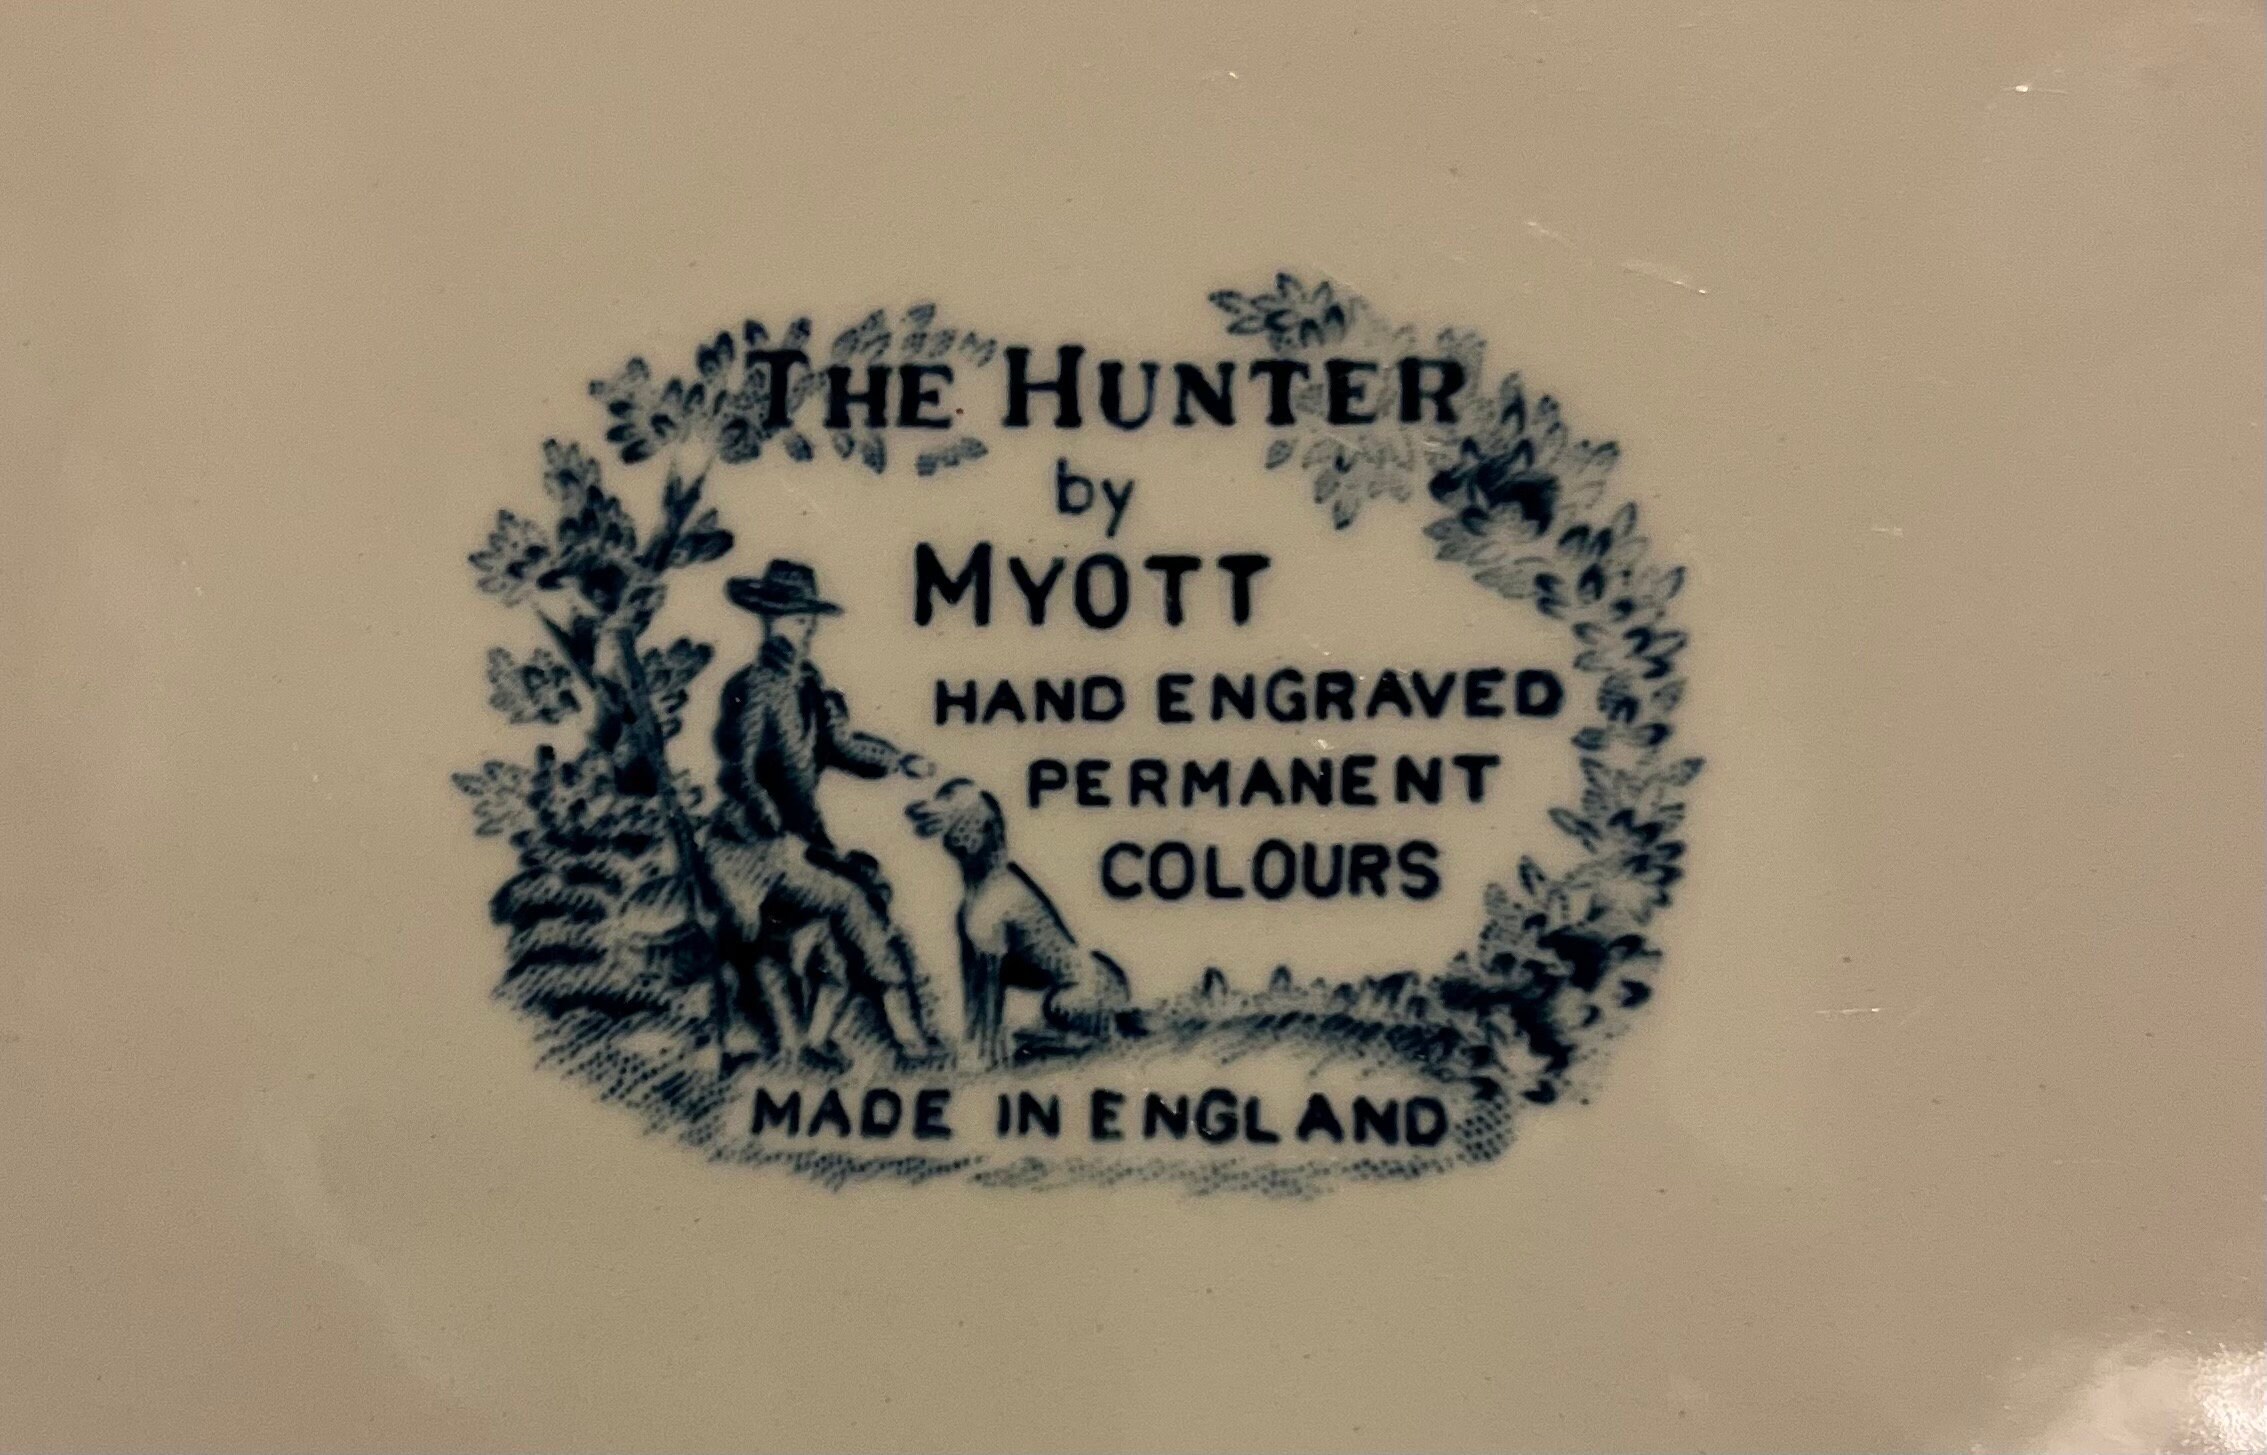 THE HUNTER
by
MYOTT
HAND ENGRAVED
PERMANENT
COLOURS
MADE IN ENGLAND